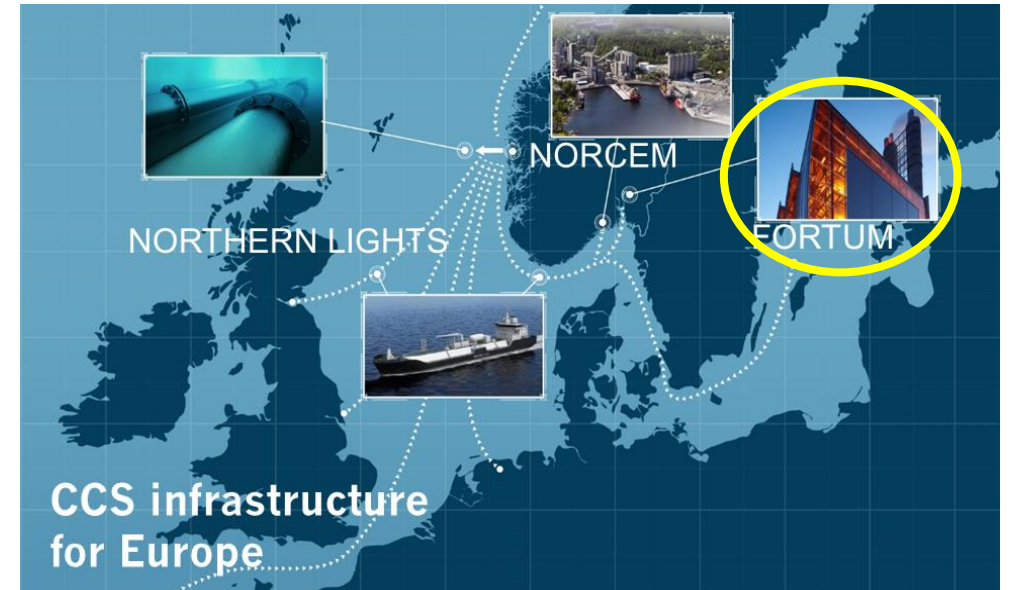 NORCEM
FORTUM
NORTHERN LIGHTS
CCS infrastructure
for Europe